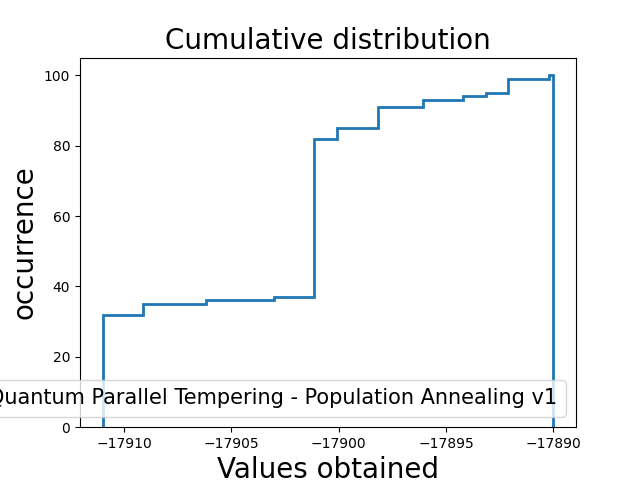 Cumulative distribution
100
80
60
40
20
0
occurrence
Quantum Parallel Tempering - Population Annealing v1
−17910
−17905
−17900
−17895
−17890
Values obtained